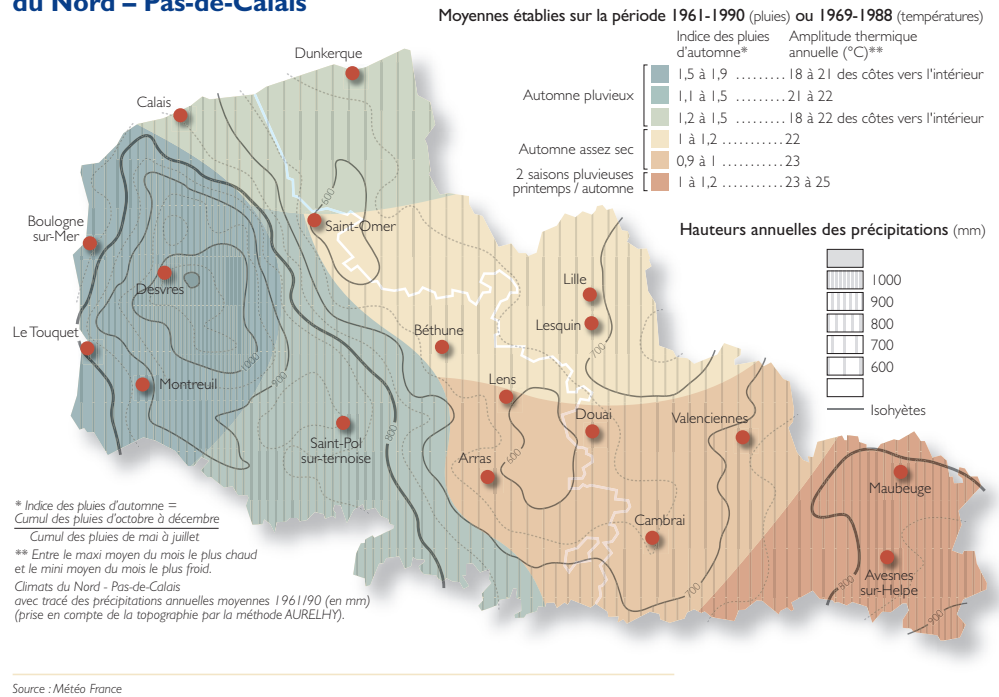 du Nord – Pas-de-Calais
Moyennes établies sur la période 1961-1990 (pluies) ou 1969-1988 (températures)
Indice des pluies d'automne*
Amplitude thermique annuelle (°C)**
Automne pluvieux
1,5 à 1,9 ......... 18 à 21 des côtes vers l'intérieur
1,1 à 1,5 ......... 21 à 22
1,2 à 1,5 ......... 18 à 22 des côtes vers l'intérieur
Automne assez sec
1 à 1,2 ........... 22
0,9 à 1 ........... 23
2 saisons pluvieuses
printemps / automne
1 à 1,2 ........... 23 à 25
Hauteurs annuelles des précipitations (mm)
1000
900
800
700
600
Isohyètes
Dunkerque
Calais
600
Saint-Omer
Boulogne
sur-Mer
Desvres
Lille
Lesquin
700
Le Touquet
Béthune
1000
900
Montreuil
Lens
Douai
Valenciennes
800
Saint-Pol
sur-ternoise
Arras
600
Maubeuge
Cambrai
Avesnes
sur-Helpe
800
700
900
* Indice des pluies d'automne =
Cumul des pluies d'octobre à décembre
Cumul des pluies de mai à juillet
** Entre le maxi moyen du mois le plus chaud
et le mini moyen du mois le plus froid.
Climats du Nord - Pas-de-Calais
avec tracé des précipitations annuelles moyennes 1961/90 (en mm)
(prise en compte de la topographie par la méthode AURELHY).
Source : Météo France